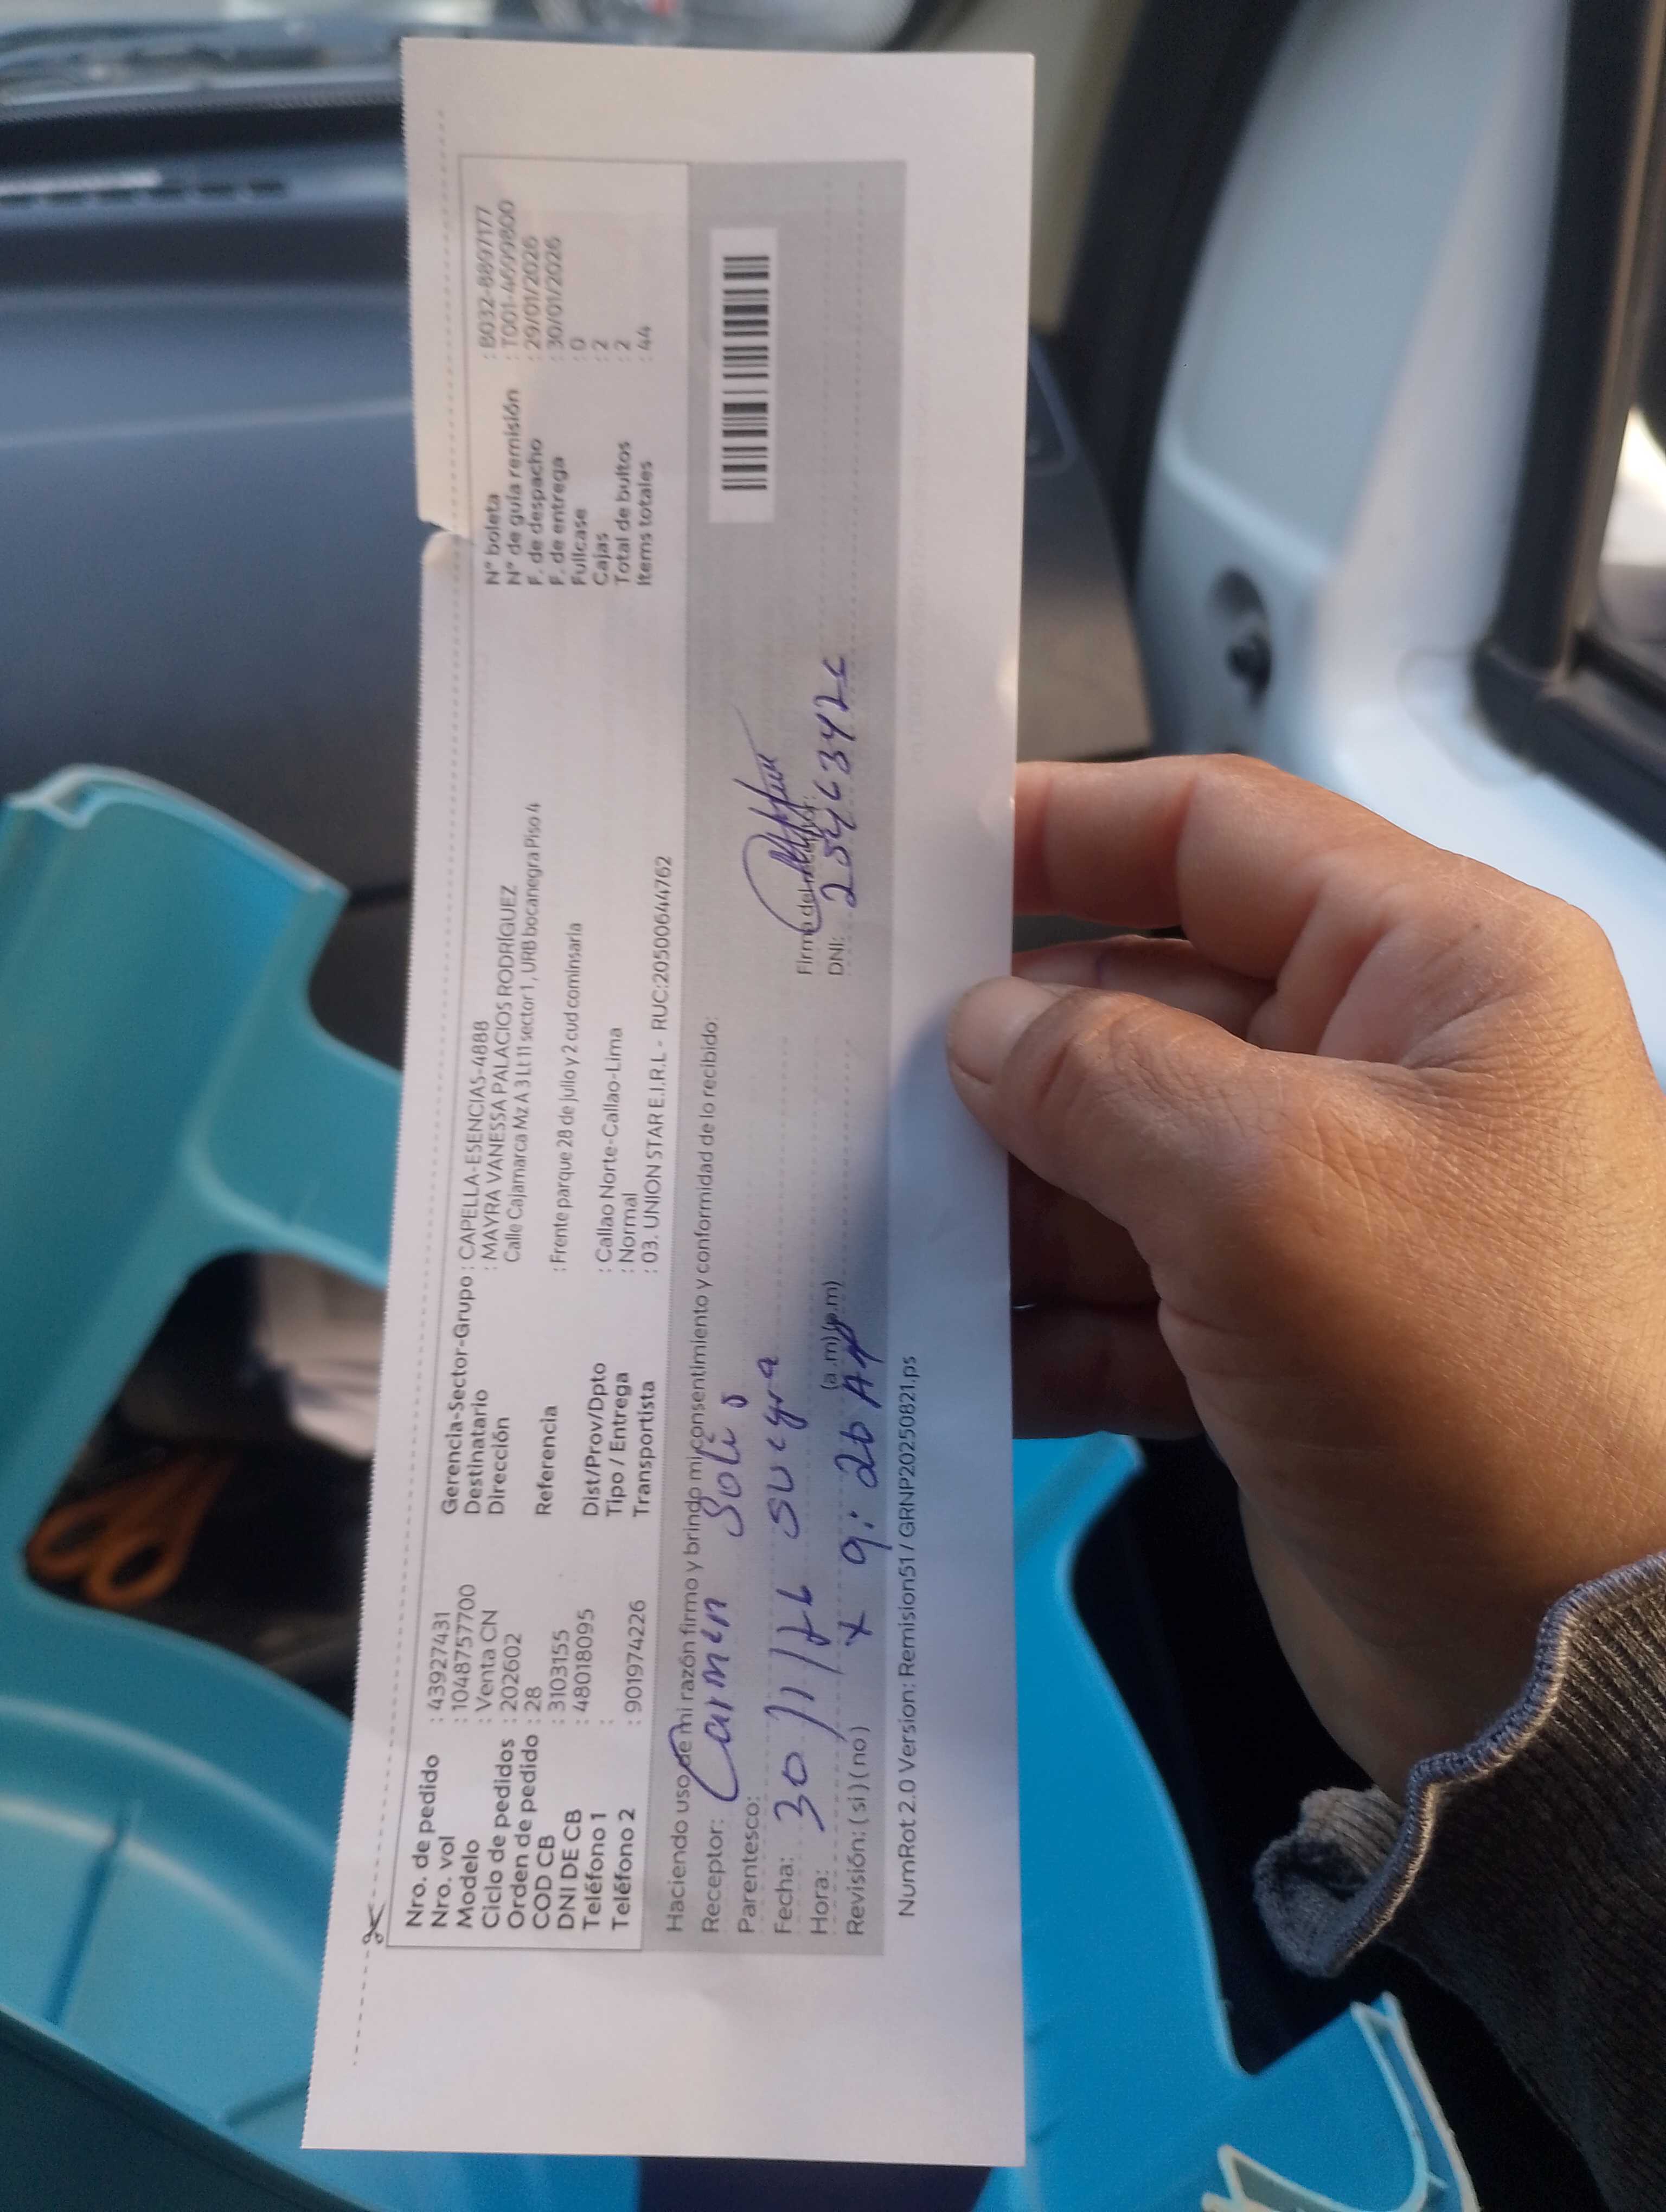 Nro. de pedido : 43927431
Nro. vol : 1048757700
Modelo : Venta CN
Ciclo de pedidos : 202602
Orden de pedido : 28
COD CB : 3103155
DNI DE CB : 48018095
Teléfono 1 :
Teléfono 2 : 901974226
Gerencia-Sector-Grupo : CAPELLA-ESENCIAS-4888
Destinatario : MAYRA VANESSA PALACIOS RODRÍGUEZ
Dirección Calle Cajamarca Mz A 3 Lt 11 sector 1 , URB bocanegra Piso 4
Referencia : Frente parque 28 de julio y 2 cud cominsaria
Dist/Prov/Dpto : Callao Norte-Callao-Lima
Tipo / Entrega : Normal
Transportista : 03. UNION STAR E.I.R.L - RUC:20500644762
N° boleta : B032-8897177
N° de guía remisión : T001-4699800
F. de despacho : 29/01/2026
F. de entrega : 30/01/2026
Fullcase : 0
Cajas : 2
Total de bultos : 2
Items totales : 44
Haciendo uso de mi razón firmo y brindo mi consentimiento y conformidad de lo recibido:
Receptor: Carmen Solis
Parentesco: suegra
Fecha: 30/1/26
Hora: 9:26 AM (a.m) (p.m)
Revisión: ( si ) ( no )
Firma del receptor:
DNI:
NumRot 2.0 Version: Remision51 / GRNP20250821.ps